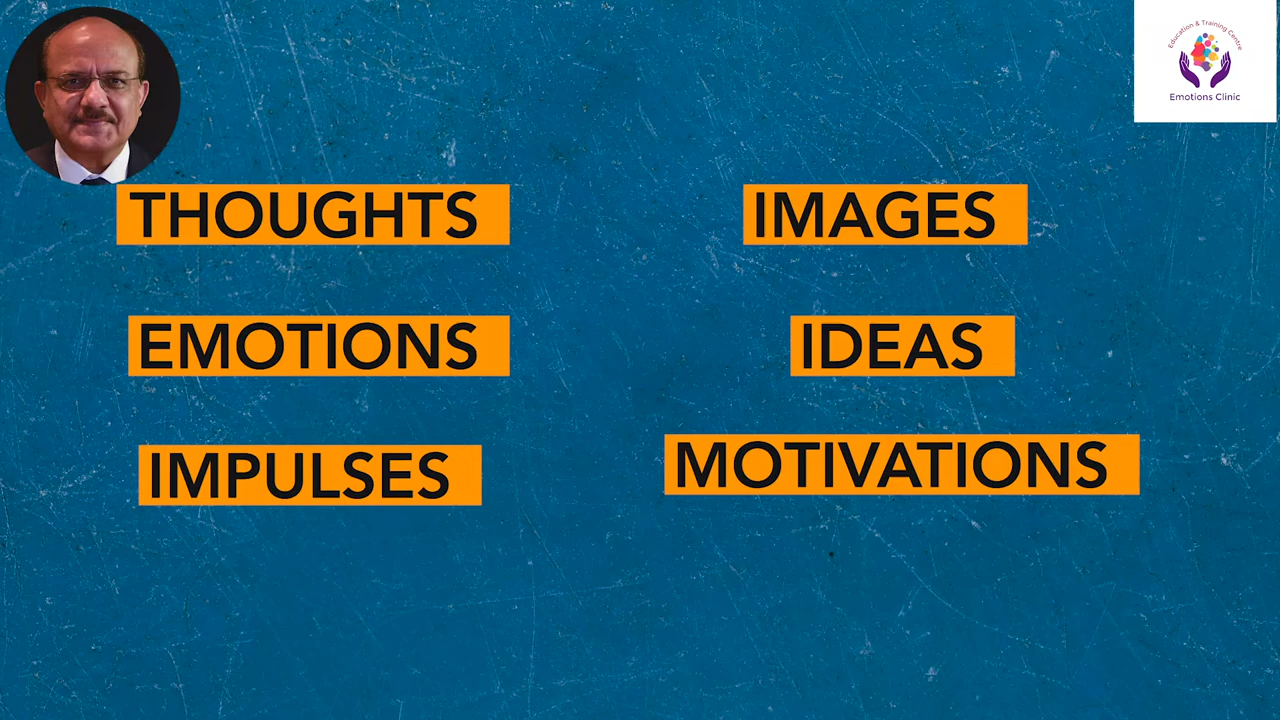 Education & Training Centre
Emotions Clinic
THOUGHTS
IMAGES
EMOTIONS
IDEAS
IMPULSES
MOTIVATIONS